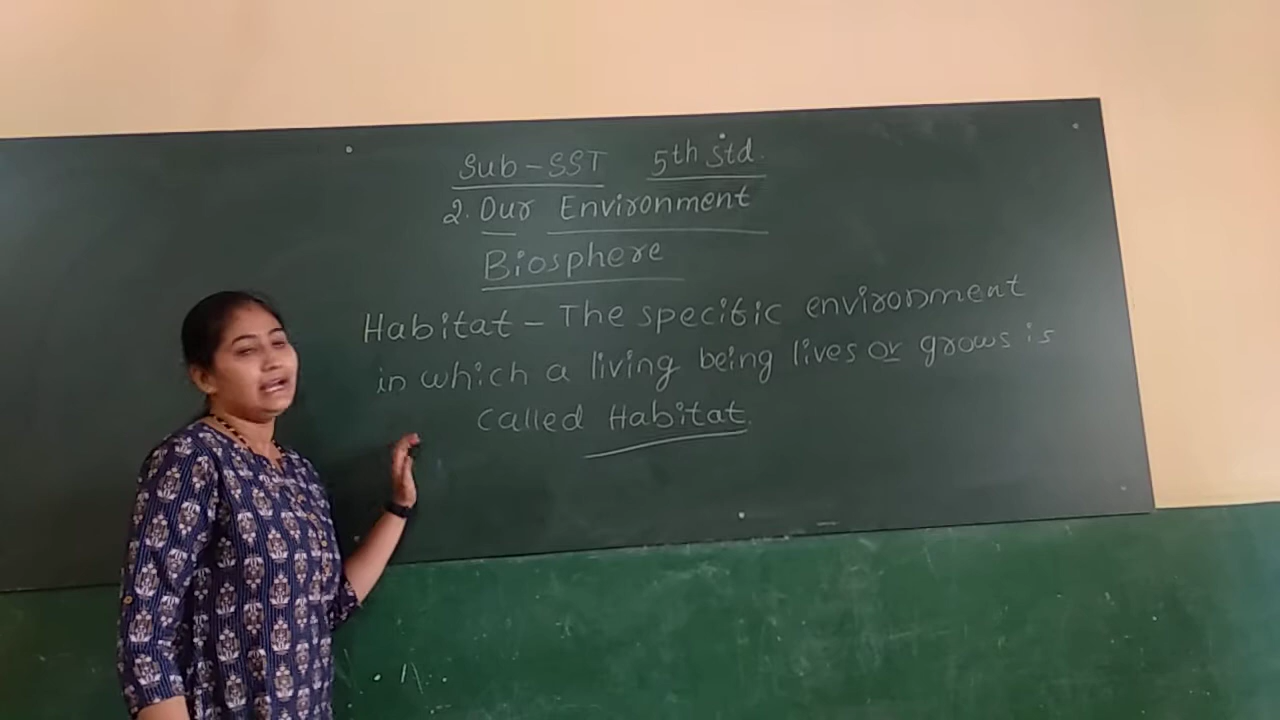 Sub-SST 5th Std.
2. Our Environment
Biosphere
Habitat - The specific environment
in which a living being lives or grows is
called Habitat.